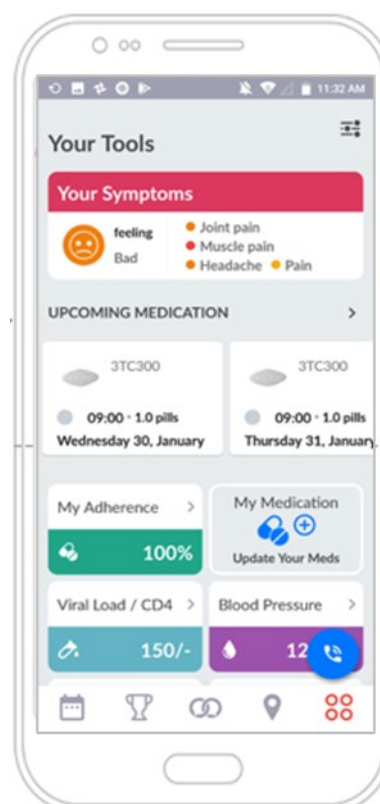 11:32 AM
Your Tools
Your Symptoms
feeling
Bad
Joint pain
Muscle pain
Headache Pain
UPCOMING MEDICATION
3TC300
09:00 · 1.0 pills
Wednesday 30, January
3TC300
09:00 · 1.0 pills
Thursday 31, January
My Adherence
100%
My Medication
Update Your Meds
Viral Load / CD4
150/-
Blood Pressure